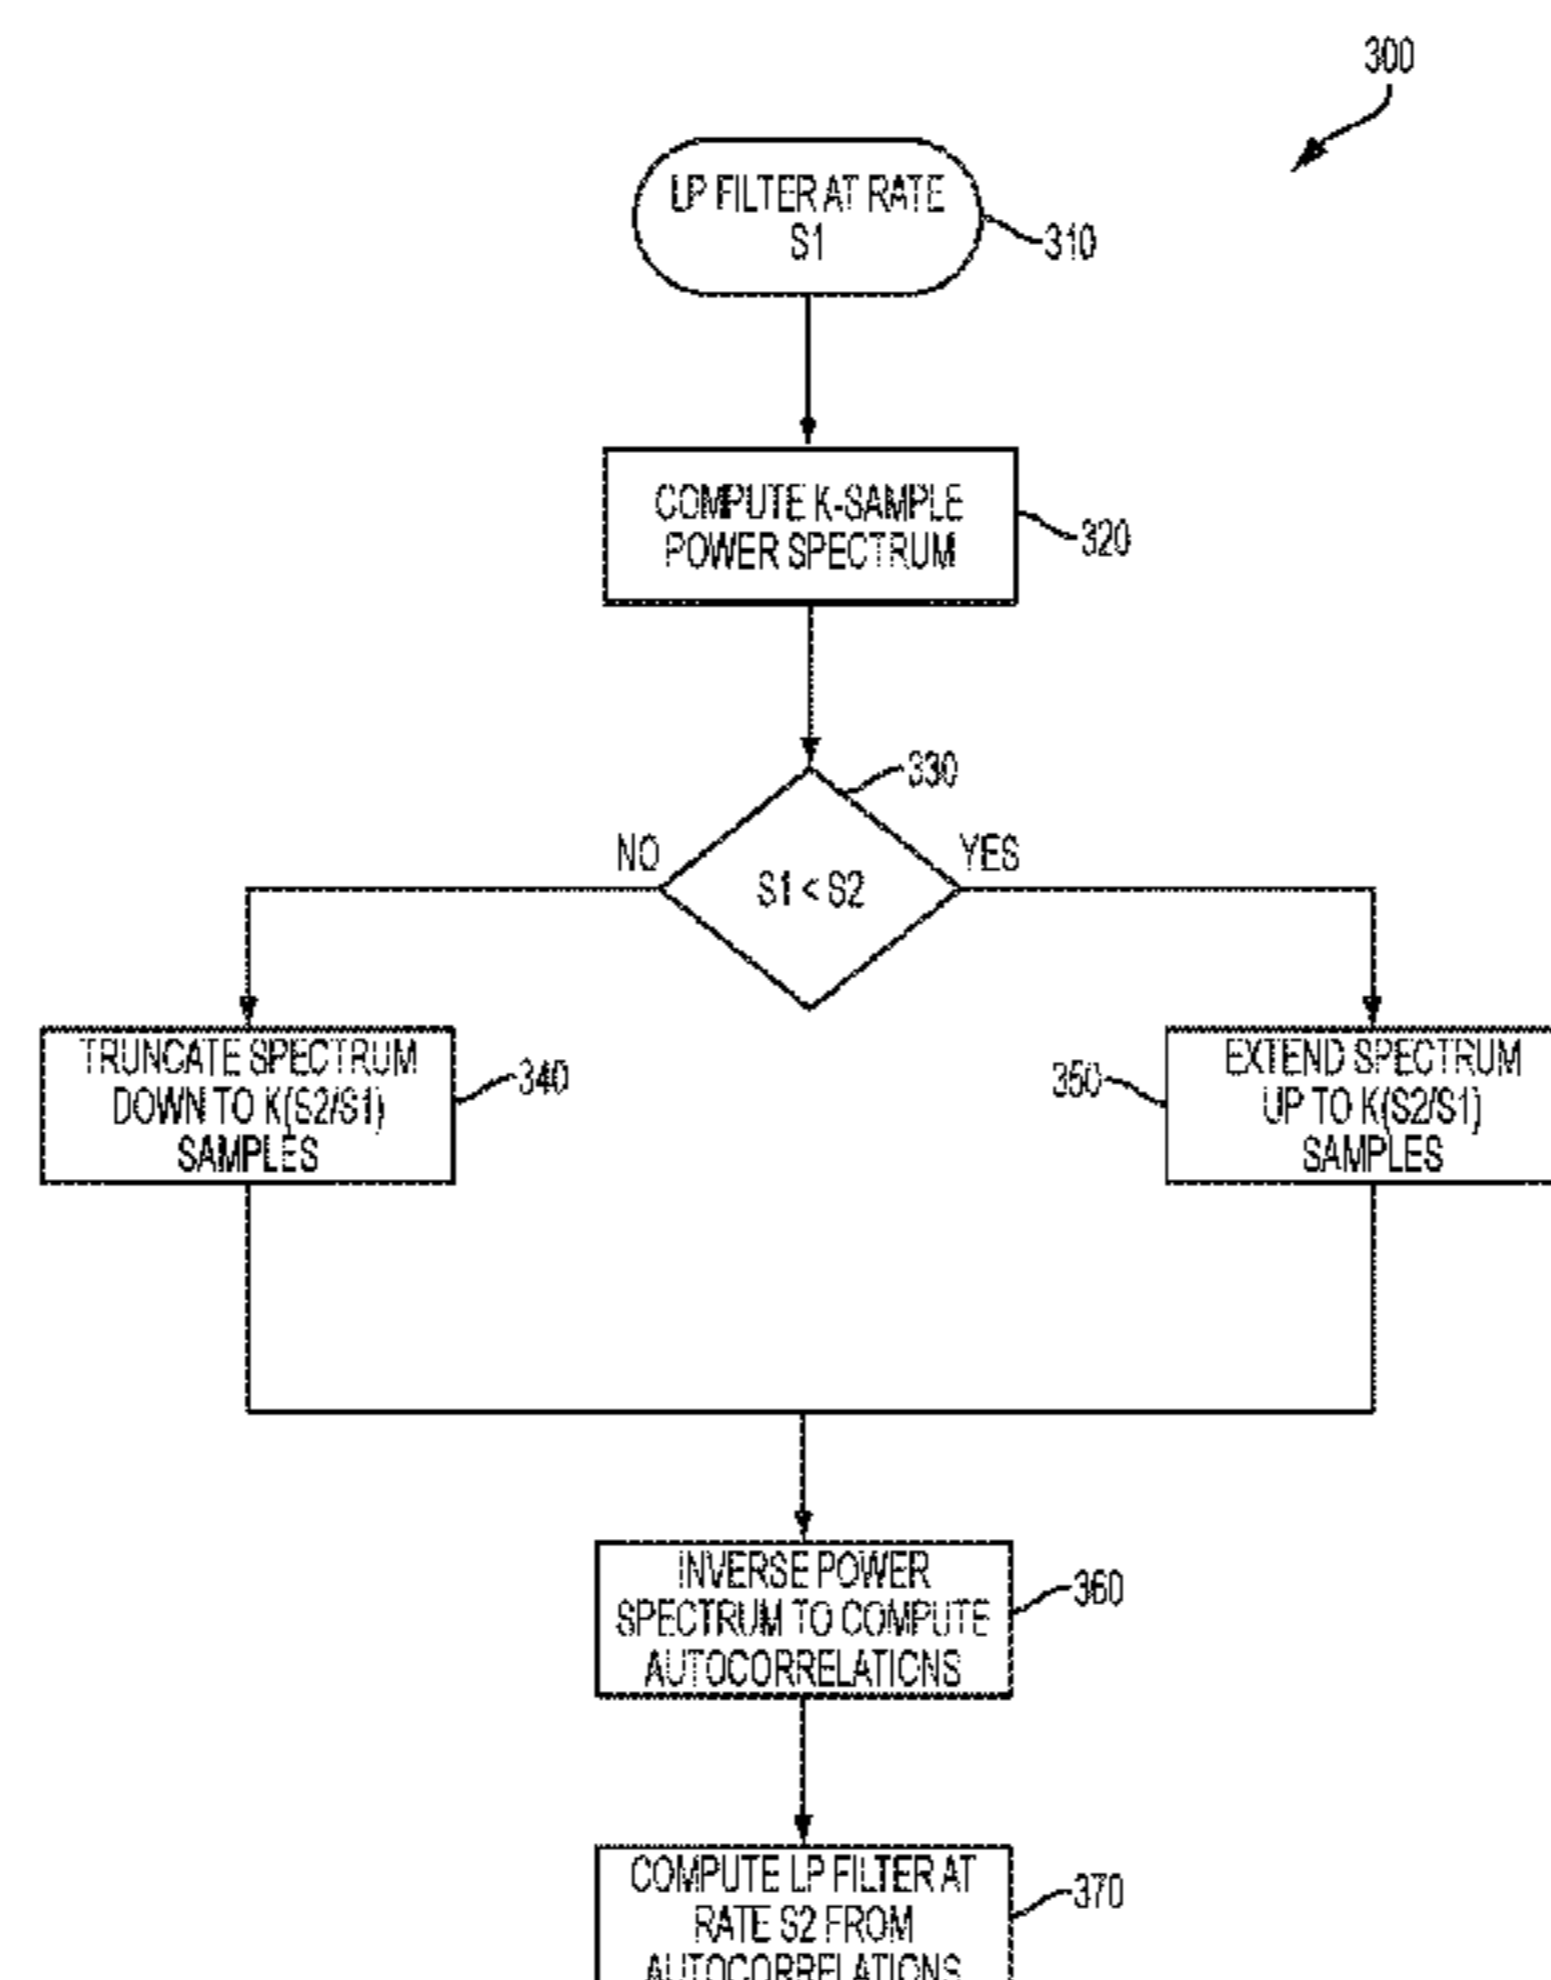 300
LP FILTER AT RATE
S1
310
COMPUTE K-SAMPLE
POWER SPECTRUM
320
330
NO
YES
S1 < S2
TRUNCATE SPECTRUM
DOWN TO K(S2/S1)
SAMPLES
340
350
EXTEND SPECTRUM
UP TO K(S2/S1)
SAMPLES
INVERSE POWER
SPECTRUM TO COMPUTE
AUTOCORRELATIONS
360
COMPUTE LP FILTER AT
RATE S2 FROM
AUTOCORRELATIONS
370